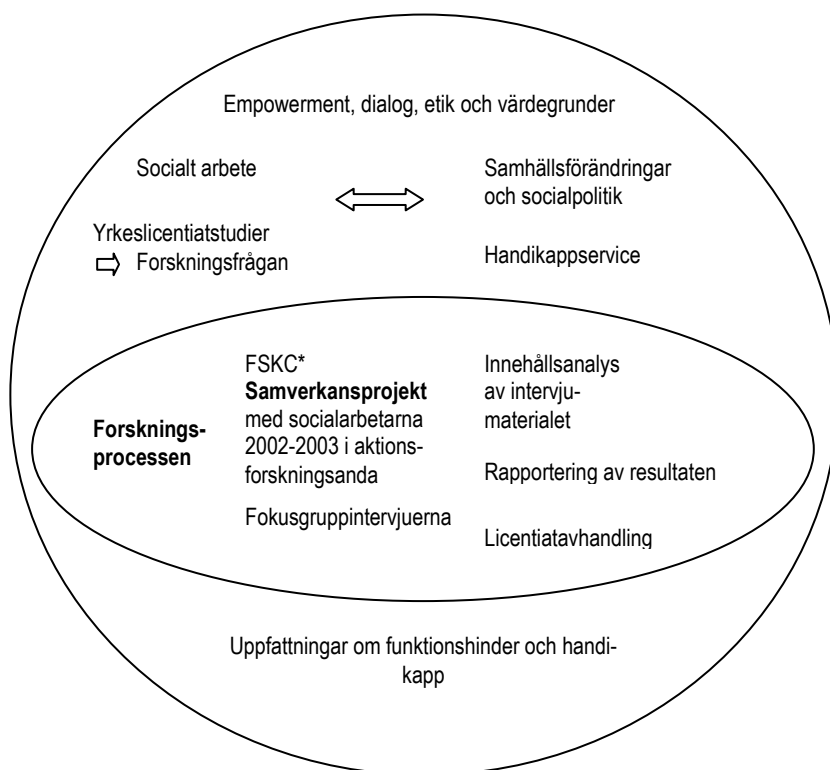 Empowerment, dialog, etik och värdegrunder
Socialt arbete
Samhällsförändringar
och socialpolitik
Yrkeslicentiatstudier
Forskningsfrågan
Handikappservice
Forsknings-
processen
FSKC*
Samverkansprojekt
med socialarbetarna
2002-2003 i aktions-
forskningsanda
Fokusgruppintervjuerna
Innehållsanalys
av intervju-
materialet
Rapportering av resultaten
Licentiatavhandling
Uppfattningar om funktionshinder och handi-
kapp